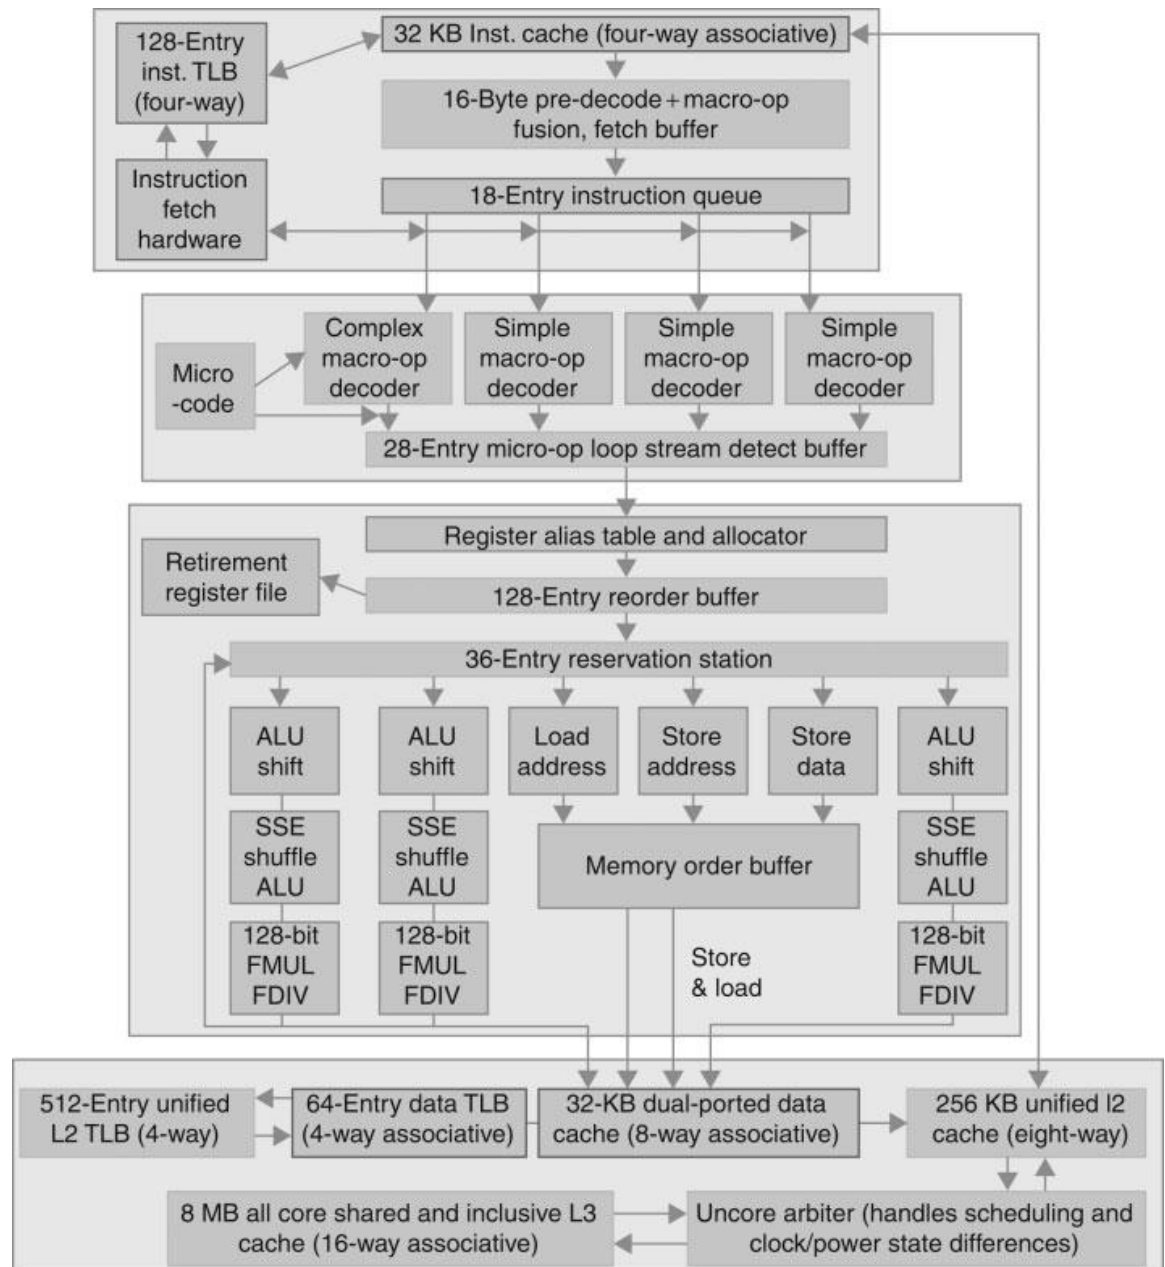 128-Entry
inst. TLB
(four-way)
32 KB Inst. cache (four-way associative)
16-Byte pre-decode + macro-op
fusion, fetch buffer
Instruction
fetch
hardware
18-Entry instruction queue
Micro
-code
Complex
macro-op
decoder
Simple
macro-op
decoder
Simple
macro-op
decoder
Simple
macro-op
decoder
28-Entry micro-op loop stream detect buffer
Register alias table and allocator
Retirement
register file
128-Entry reorder buffer
36-Entry reservation station
ALU
shift
ALU
shift
Load
address
Store
address
Store
data
ALU
shift
SSE
shuffle
ALU
SSE
shuffle
ALU
Memory order buffer
SSE
shuffle
ALU
128-bit
FMUL
FDIV
128-bit
FMUL
FDIV
Store
& load
128-bit
FMUL
FDIV
512-Entry unified
L2 TLB (4-way)
64-Entry data TLB
(4-way associative)
32-KB dual-ported data
cache (8-way associative)
256 KB unified l2
cache (eight-way)
8 MB all core shared and inclusive L3
cache (16-way associative)
Uncore arbiter (handles scheduling and
clock/power state differences)